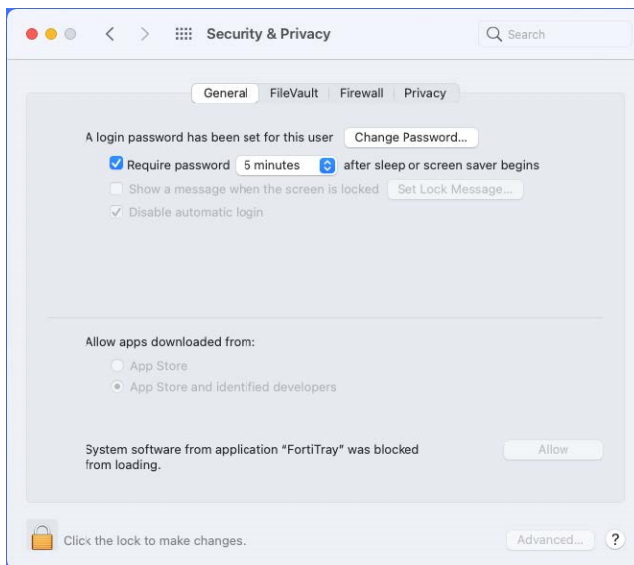 Security & Privacy
Search
General FileVault Firewall Privacy
A login password has been set for this user Change Password...
Require password 5 minutes after sleep or screen saver begins
Show a message when the screen is locked Set Lock Message...
Disable automatic login
Allow apps downloaded from:
App Store
App Store and identified developers
System software from application “FortiTray” was blocked Allow
from loading.
Click the lock to make changes. Advanced... ?